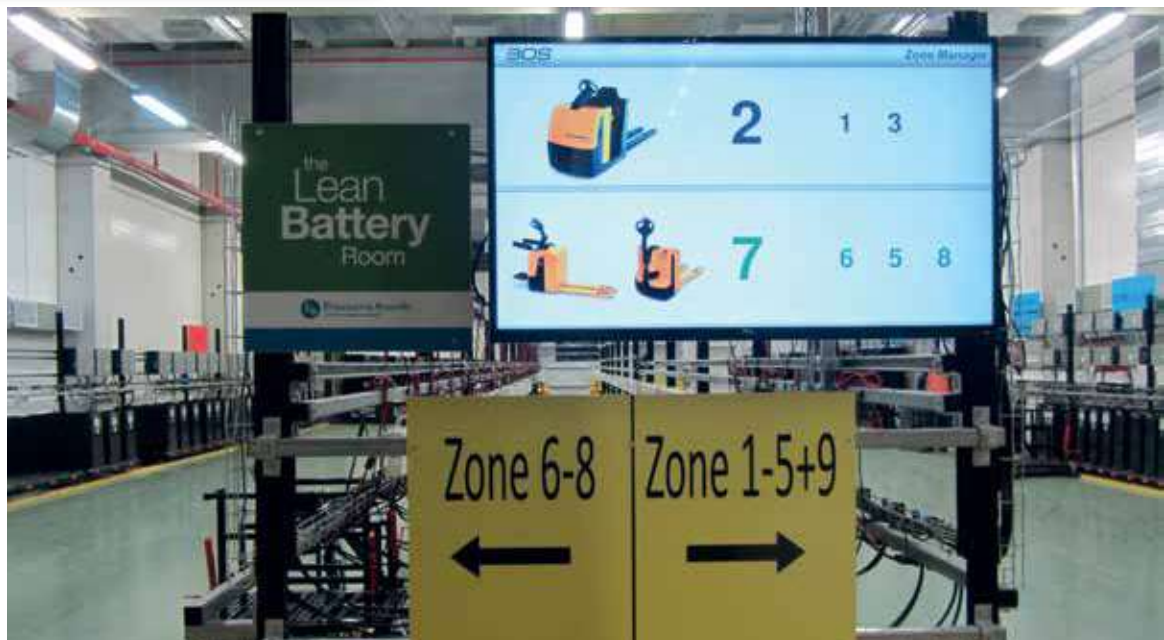 BOS
Zone Manager
2 1 3
7 6 5 8
the
Lean
Battery
Room
Zone 6-8
Zone 1-5+9